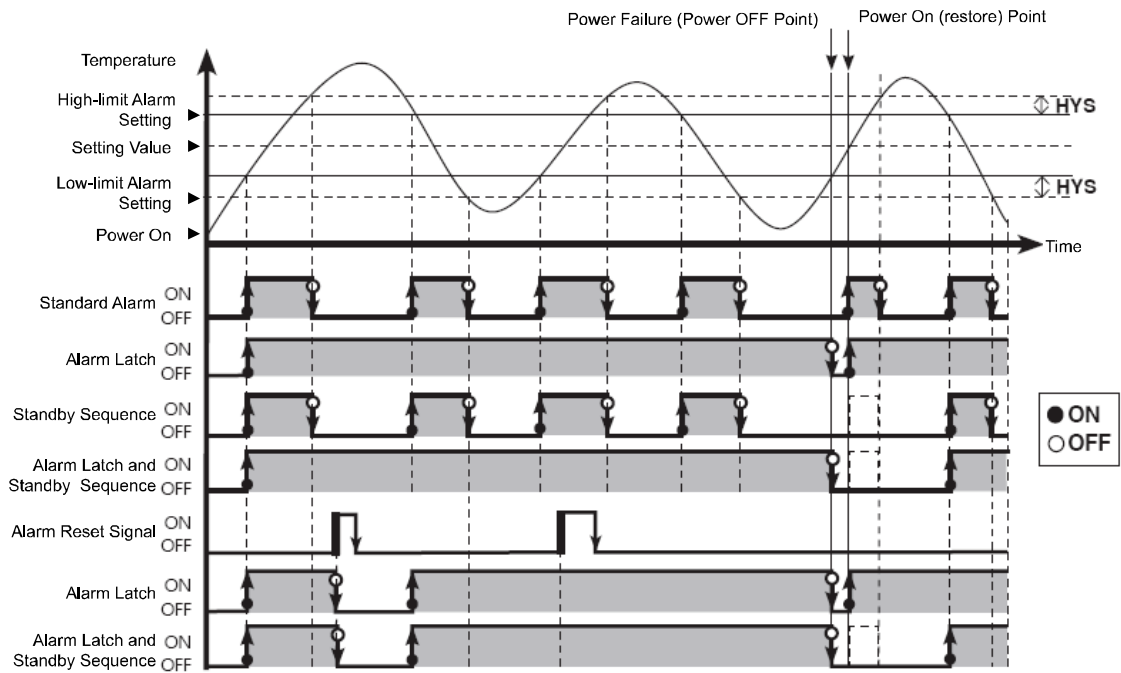 Power Failure (Power OFF Point)
Power On (restore) Point
Temperature
High-limit Alarm
Setting
HYS
Setting Value
Low-limit Alarm
Setting
HYS
Power On
Time
Standard Alarm
ON
OFF
Alarm Latch
ON
OFF
Standby Sequence
ON
OFF
ON
OFF
Alarm Latch and
Standby Sequence
ON
OFF
Alarm Reset Signal
ON
OFF
Alarm Latch
ON
OFF
Alarm Latch and
Standby Sequence
ON
OFF